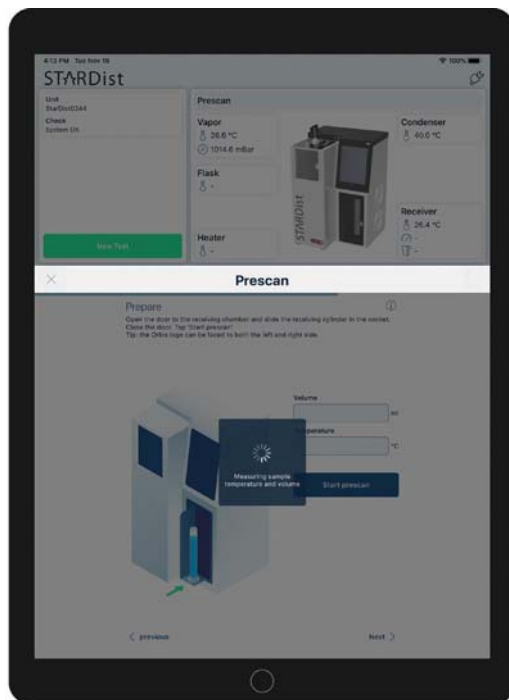 4:13 PM Tue Nov 19
100%
STARDist
Unit
StarDist0344
Check
System OK
New Test
Prescan
Vapor
26.6 °C
1014.6 mBar
Flask
-
Heater
-
Condenser
40.0 °C
Receiver
26.4 °C
-
-
STARDist
Prescan
Prepare
Open the door to the receiving chamber and slide the receiving cylinder in the socket.
Close the door. Tap 'Start prescan'
Tip: the Orbis logo can be faced to both the left and right side.
Volume
ml
Temperature
°C
Measuring sample
temperature and volume
Start prescan
previous
Next